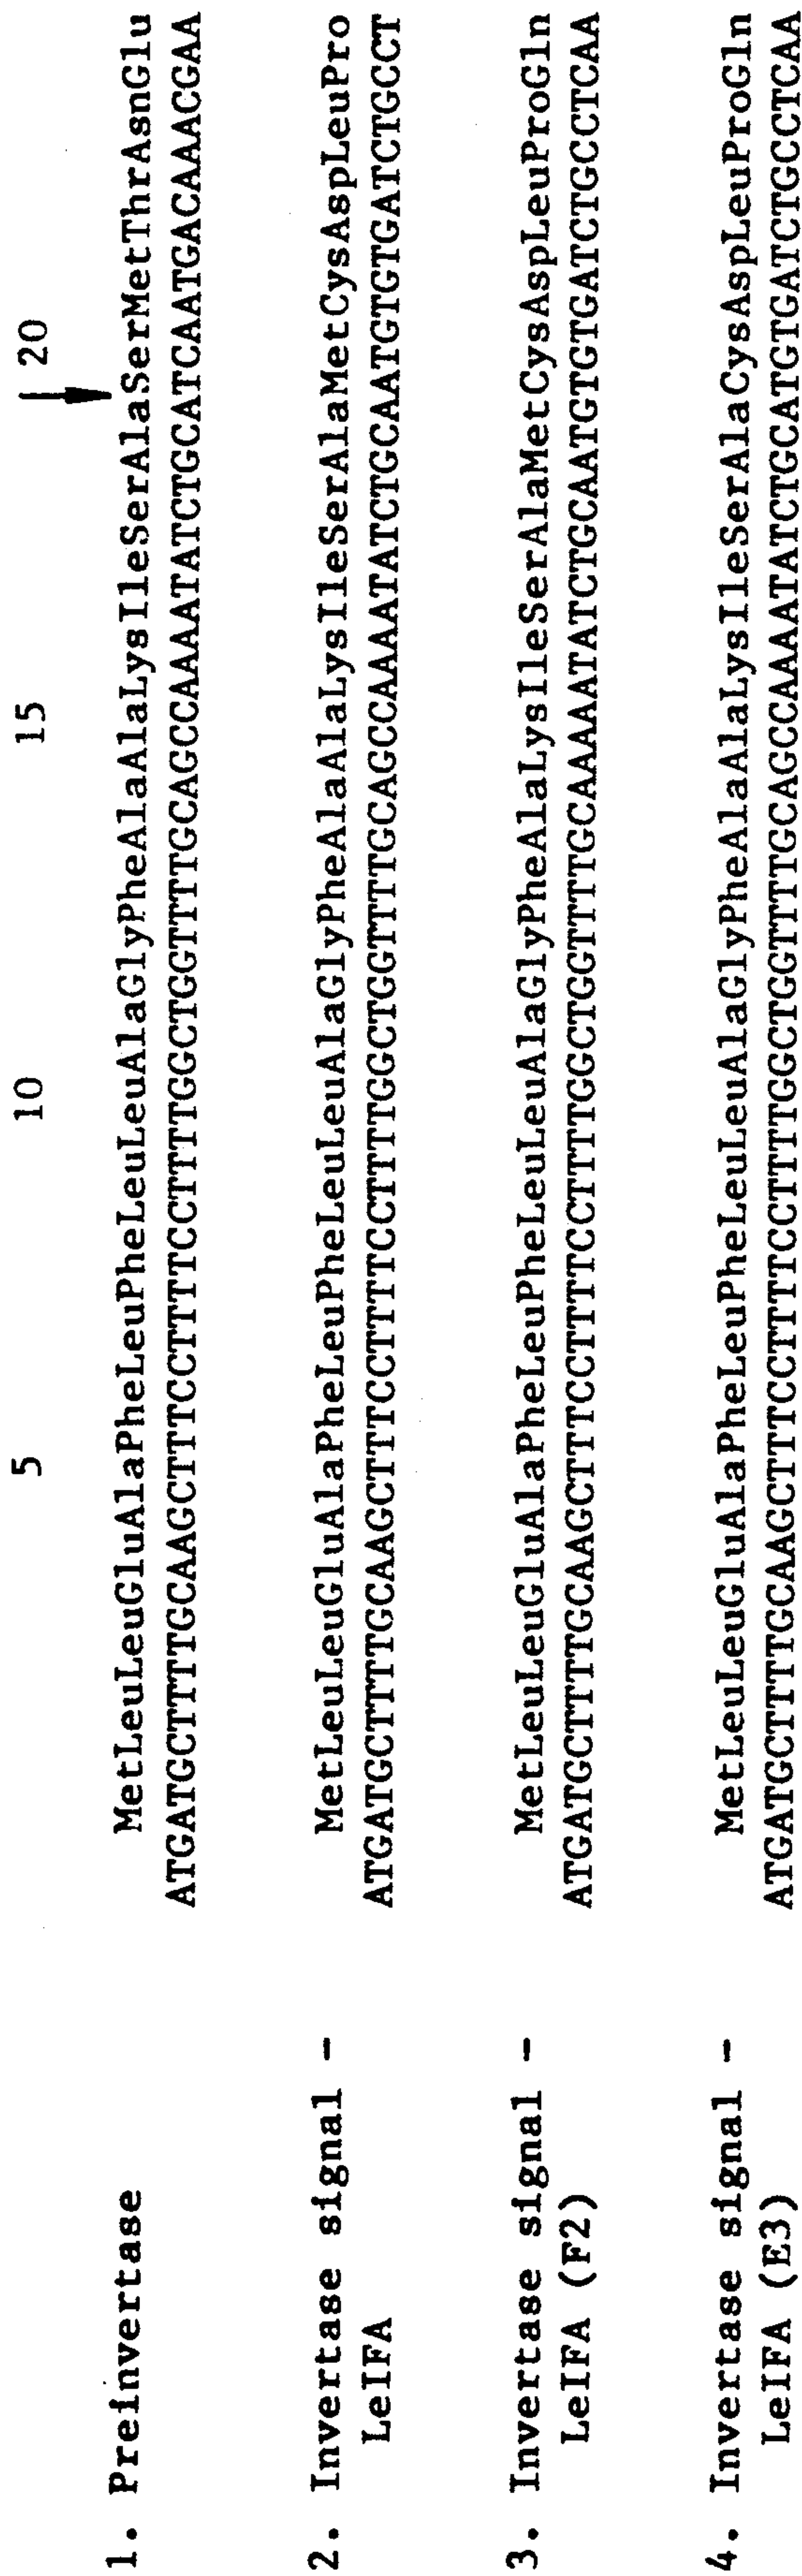 5 10 15 20
1. Preinvertase MetLeuLeuGluAlaPheLeuPheLeuLeuAlaGlyPheAlaAlaLysIleSerAlaSerMetThrAsnGlu
ATGATGCTTTTGCAAGCTTTCCTTTTCCTTTTGGCTGGTTTTGCAGCCAAAATATCTGCATCAATGACAAACGAA
2. Invertase signal – MetLeuLeuGluAlaPheLeuPheLeuLeuAlaGlyPheAlaAlaLysIleSerAlaMetCysAspLeuPro
LeIFA ATGATGCTTTTGCAAGCTTTCCTTTTCCTTTTGGCTGGTTTTGCAGCCAAAATATCTGCAATGTGTGATCTGCCT
3. Invertase signal – MetLeuLeuGluAlaPheLeuPheLeuLeuAlaGlyPheAlaLysIleSerAlaMetCysAspLeuProGln
LeIFA (F2) ATGATGCTTTTGCAAGCTTTCCTTTTCCTTTTGGCTGGTTTTGCAAAAATATCTGCAATGTGTGATCTGCCTCAA
4. Invertase signal – MetLeuLeuGluAlaPheLeuPheLeuLeuAlaGlyPheAlaAlaLysIleSerAlaCysAspLeuProGln
LeIFA (E3) ATGATGCTTTTGCAAGCTTTCCTTTTCCTTTTGGCTGGTTTTGCAGCCAAAATATCTGCATGTGATCTGCCTCAA